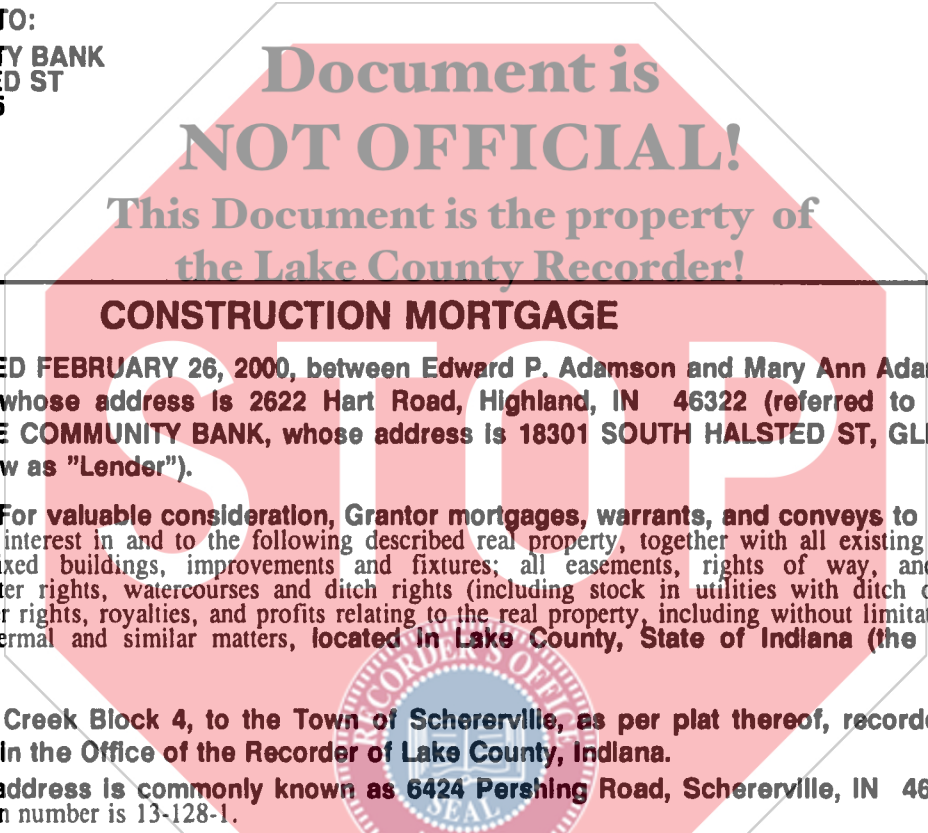 TO:
TY BANK
ED ST
Document is
NOT OFFICIAL!
This Document is the property of
the Lake County Recorder!
CONSTRUCTION MORTGAGE
ED FEBRUARY 26, 2000, between Edward P. Adamson and Mary Ann Ada
whose address is 2622 Hart Road, Highland, IN 46322 (referred to
E COMMUNITY BANK, whose address is 18301 SOUTH HALSTED ST, GL
w as "Lender").
For valuable consideration, Grantor mortgages, warrants, and conveys to
interest in and to the following described real property, together with all existing
ixed buildings, improvements and fixtures; all easements, rights of way, an
ter rights, watercourses and ditch rights (including stock in utilities with ditch o
r rights, royalties, and profits relating to the real property, including without limita
ermal and similar matters, located in Lake County, State of Indiana (the
Creek Block 4, to the Town of Schererville, as per plat thereof, recorde
in the Office of the Recorder of Lake County, Indiana.
address is commonly known as 6424 Pershing Road, Schererville, IN 46
n number is 13-128-1.
STOP
RECORDER'S OFFICE
SEAL